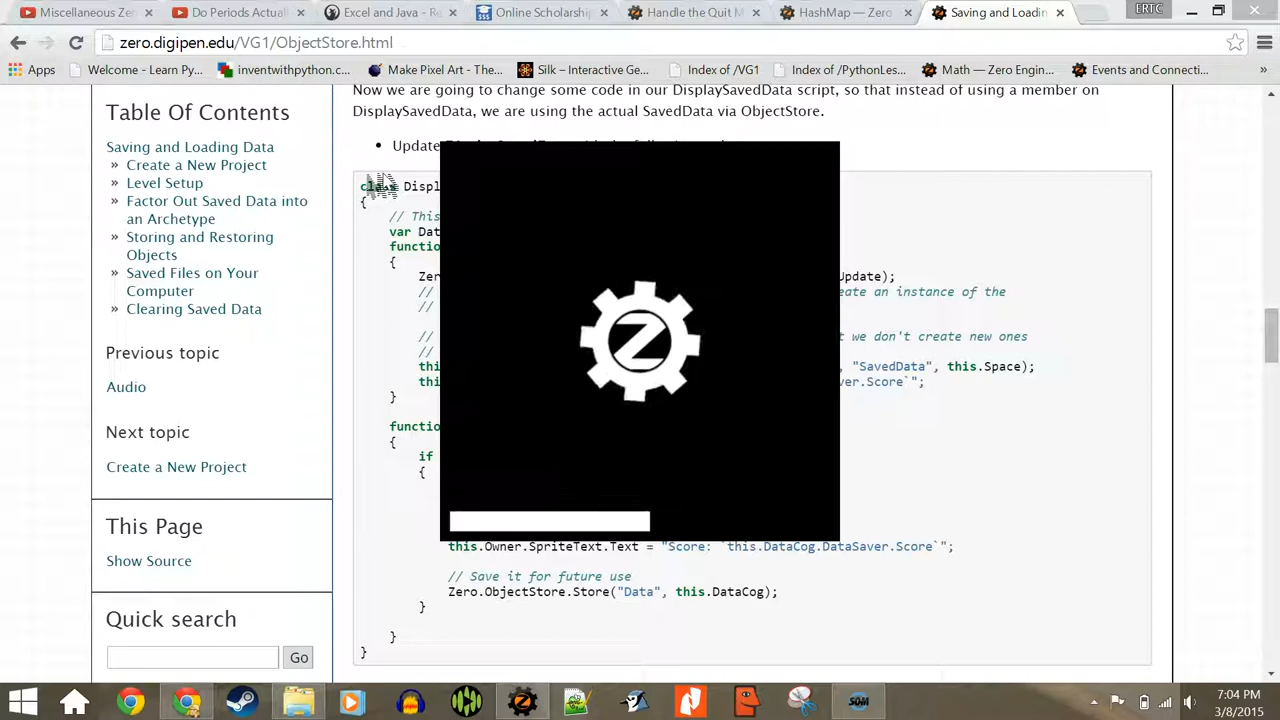 Miscellaneous Zer
Do Periods Actuall
Excel and Java - Re
Online Scholarship
Handle the Quit M
HashMap — Zero
Saving and Loadin
ERTC
zero.digipen.edu/VG1/ObjectStore.html
Apps
Welcome - Learn Py...
inventwithpython.c...
Make Pixel Art - The...
Silk – Interactive Ge...
Index of /VG1
Index of /PythonLes...
Math — Zero Engin...
Events and Connecti...
»
Table Of Contents
Saving and Loading Data
» Create a New Project
» Level Setup
» Factor Out Saved Data into
an Archetype
» Storing and Restoring
Objects
» Saved Files on Your
Computer
» Clearing Saved Data
Previous topic
Audio
Next topic
Create a New Project
This Page
Show Source
Quick search
Go
Now we are going to change some code in our DisplaySavedData script, so that instead of using a member on
DisplaySavedData, we are using the actual SavedData via ObjectStore.
• Update
class Displ
{
// This
var Dat
functio
{
Zer Update);
// eate an instance of the
//
// t we don't create new ones
//
thi , "SavedData", this.Space);
thi ver.Score`";
}
functio
{
if
{
this.Owner.SpriteText.Text = "Score: `this.DataCog.DataSaver.Score`";
// Save it for future use
Zero.ObjectStore.Store("Data", this.DataCog);
}
}
}
Z
SOM
7:04 PM
3/8/2015